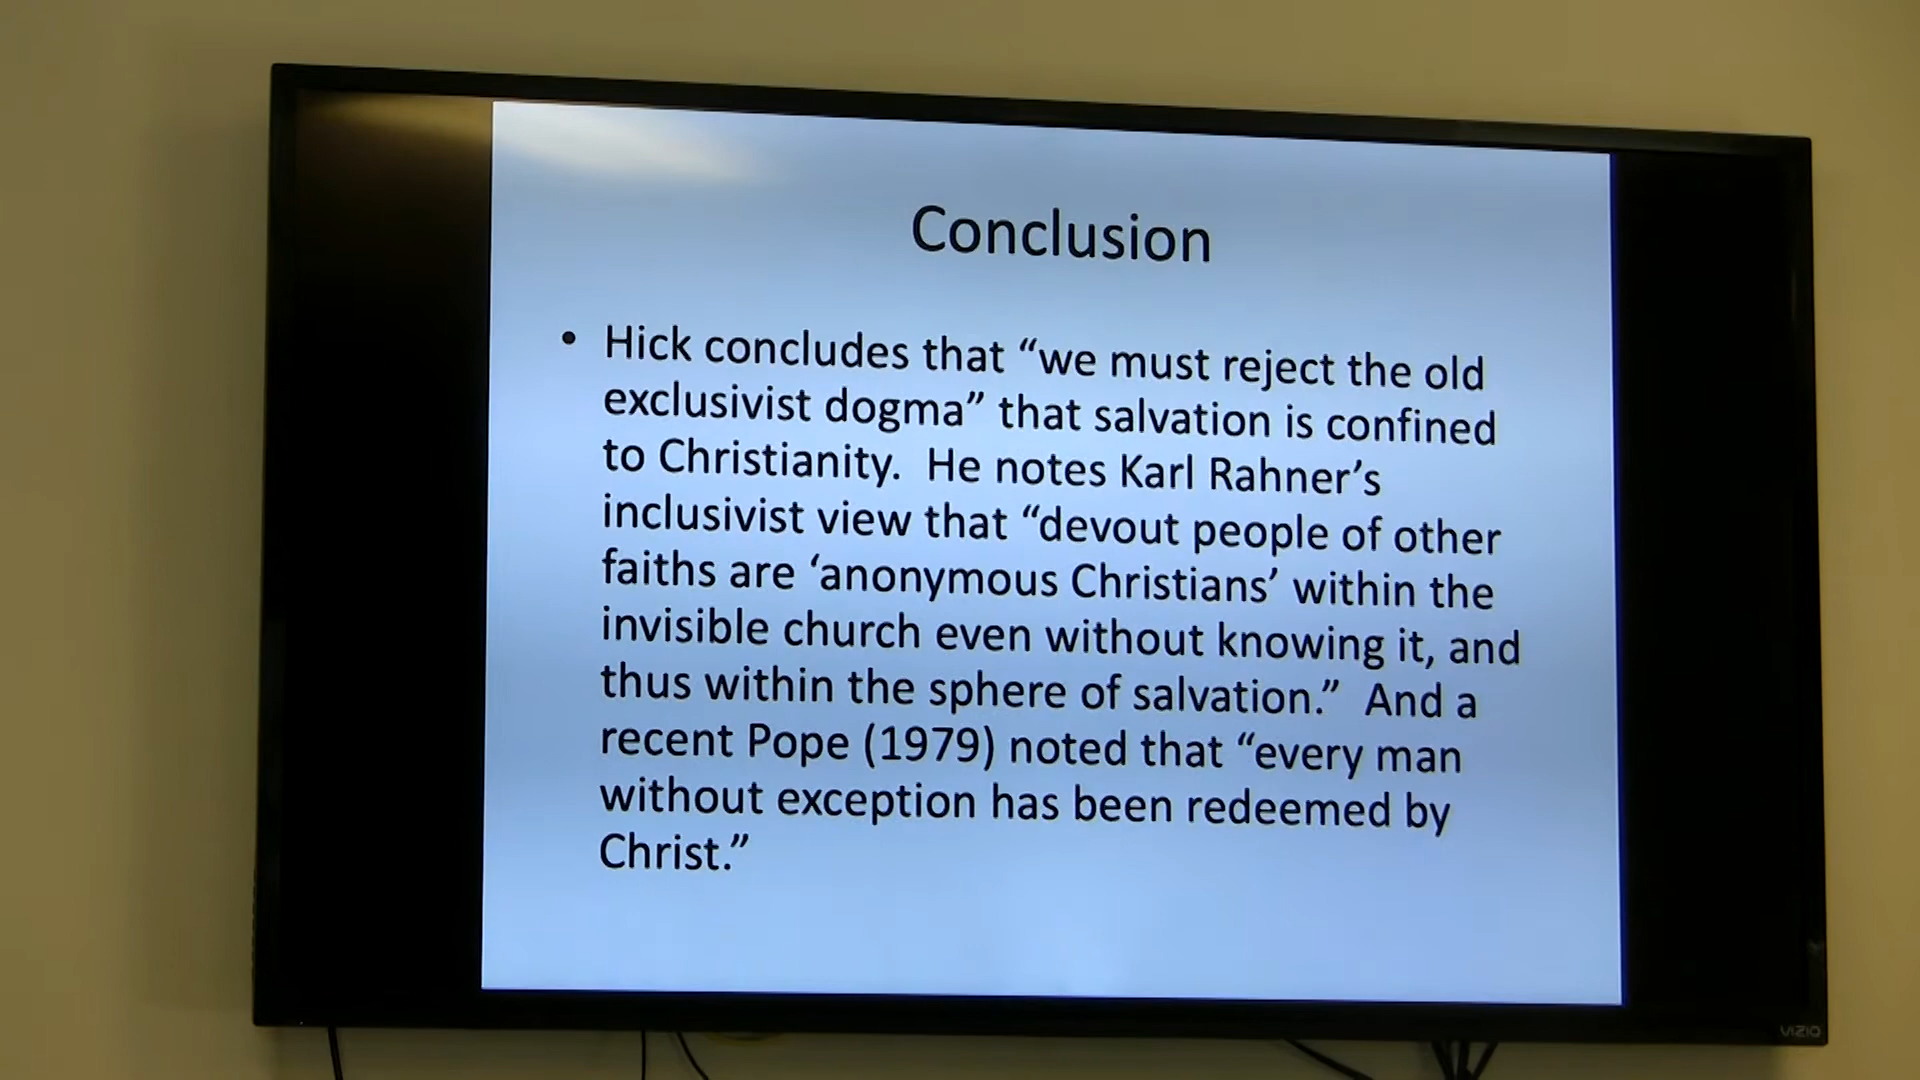 Conclusion
• Hick concludes that “we must reject the old
exclusivist dogma” that salvation is confined
to Christianity.  He notes Karl Rahner’s
inclusivist view that “devout people of other
faiths are ‘anonymous Christians’ within the
invisible church even without knowing it, and
thus within the sphere of salvation.”  And a
recent Pope (1979) noted that “every man
without exception has been redeemed by
Christ.”
VIZIO